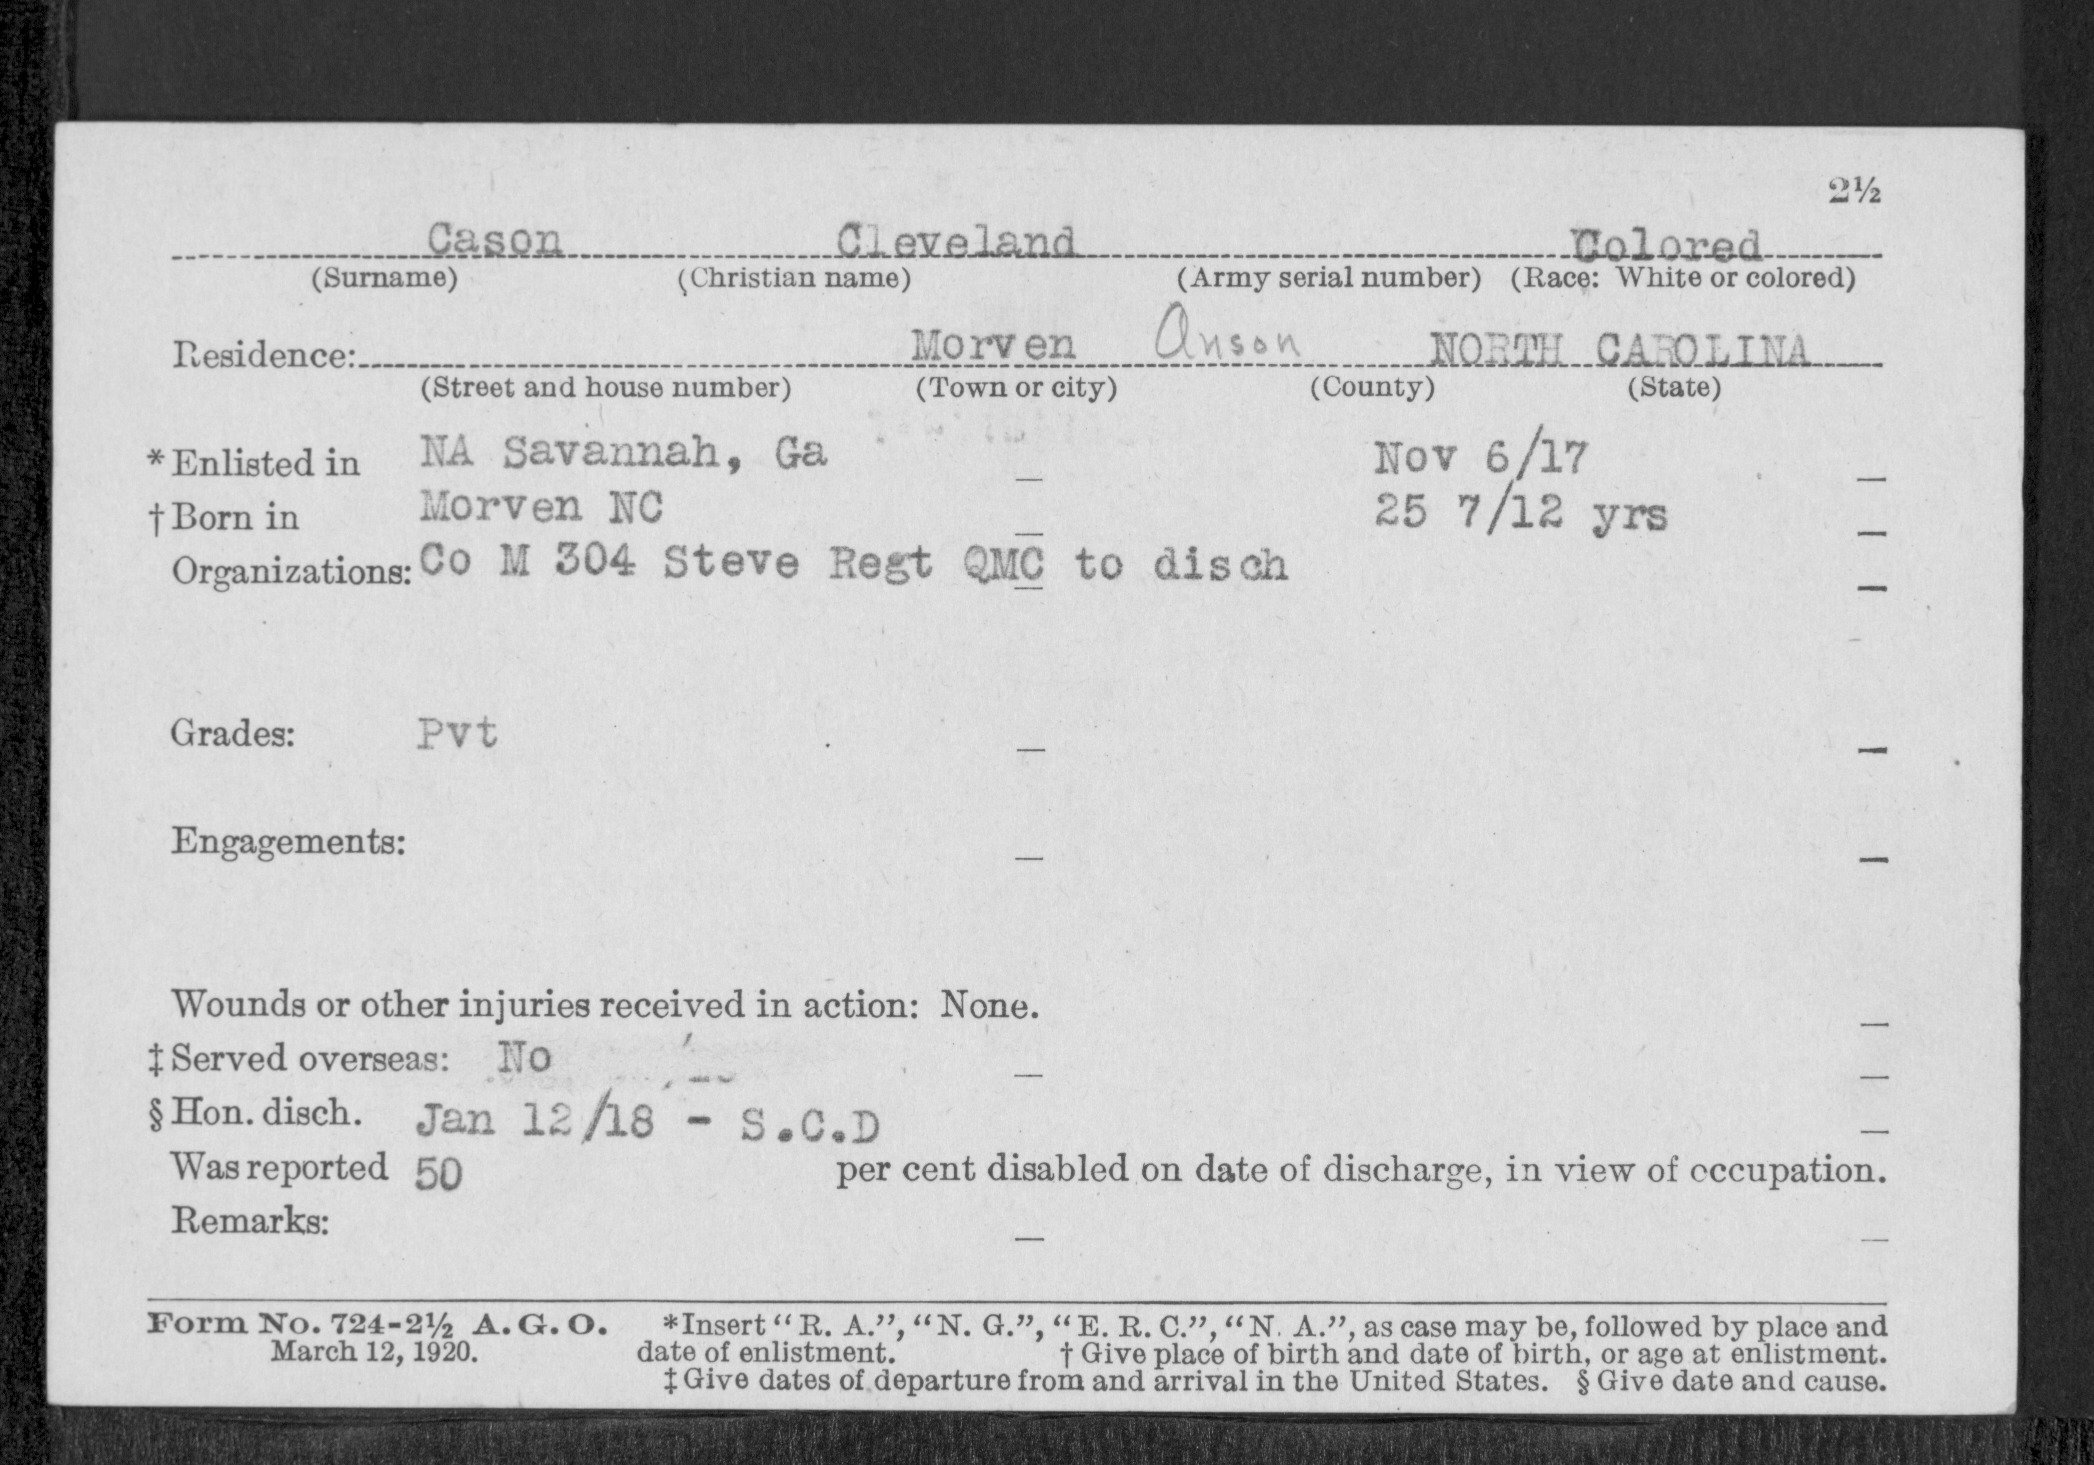 2½
Cason Cleveland Colored
(Surname) (Christian name) (Army serial number) (Race: White or colored)
Residence: Morven Anson NORTH CAROLINA
(Street and house number) (Town or city) (County) (State)
*Enlisted in NA Savannah, Ga Nov 6/17
†Born in Morven NC 25 7/12 yrs
Organizations: Co M 304 Steve Regt QMC to disch
Grades: Pvt
Engagements:
Wounds or other injuries received in action: None.
‡Served overseas: No
§Hon. disch. Jan 12/18 - S.C.D
Was reported 50 per cent disabled on date of discharge, in view of occupation.
Remarks:
Form No. 724-2½ A.G.O. *Insert "R. A.", "N. G.", "E. R. C.", "N. A.", as case may be, followed by place and
March 12, 1920. date of enlistment. †Give place of birth and date of birth, or age at enlistment.
‡Give dates of departure from and arrival in the United States. §Give date and cause.